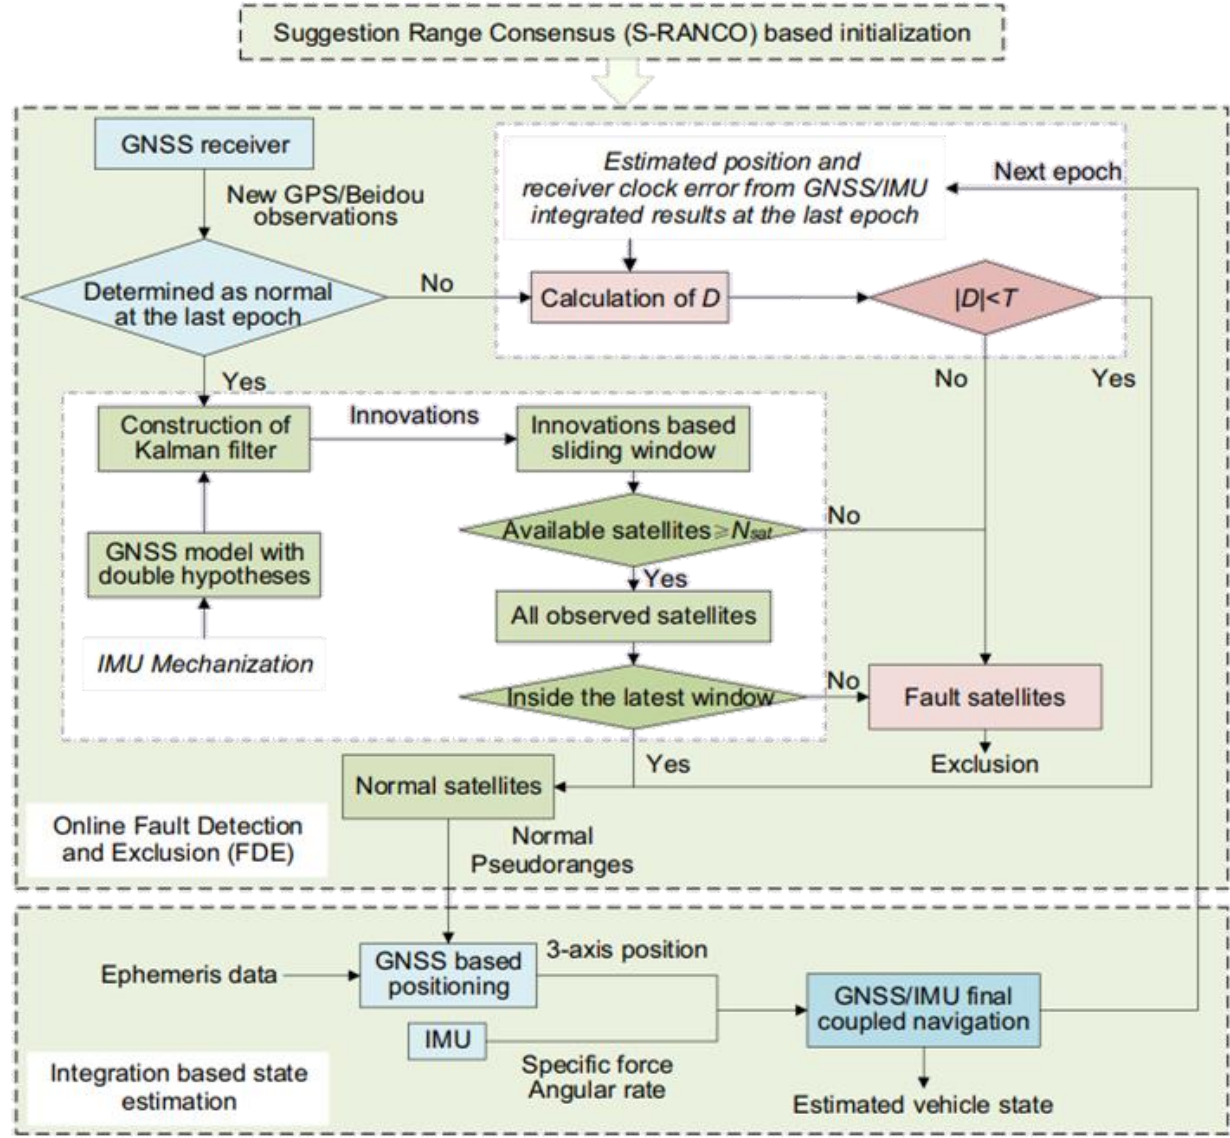 Suggestion Range Consensus (S-RANCO) based initialization
GNSS receiver
New GPS/Beidou
observations
Determined as normal
at the last epoch
No
Yes
Estimated position and
receiver clock error from GNSS/IMU
integrated results at the last epoch
Next epoch
Calculation of D
|D|<T
No
Yes
Construction of
Kalman filter
Innovations
Innovations based
sliding window
GNSS model with
double hypotheses
IMU Mechanization
Available satellites≥Nsat
No
Yes
All observed satellites
Inside the latest window
No
Yes
Fault satellites
Exclusion
Normal satellites
Normal
Pseudoranges
Online Fault Detection
and Exclusion (FDE)
Ephemeris data
GNSS based
positioning
3-axis position
IMU
Specific force
Angular rate
GNSS/IMU final
coupled navigation
Estimated vehicle state
Integration based state
estimation